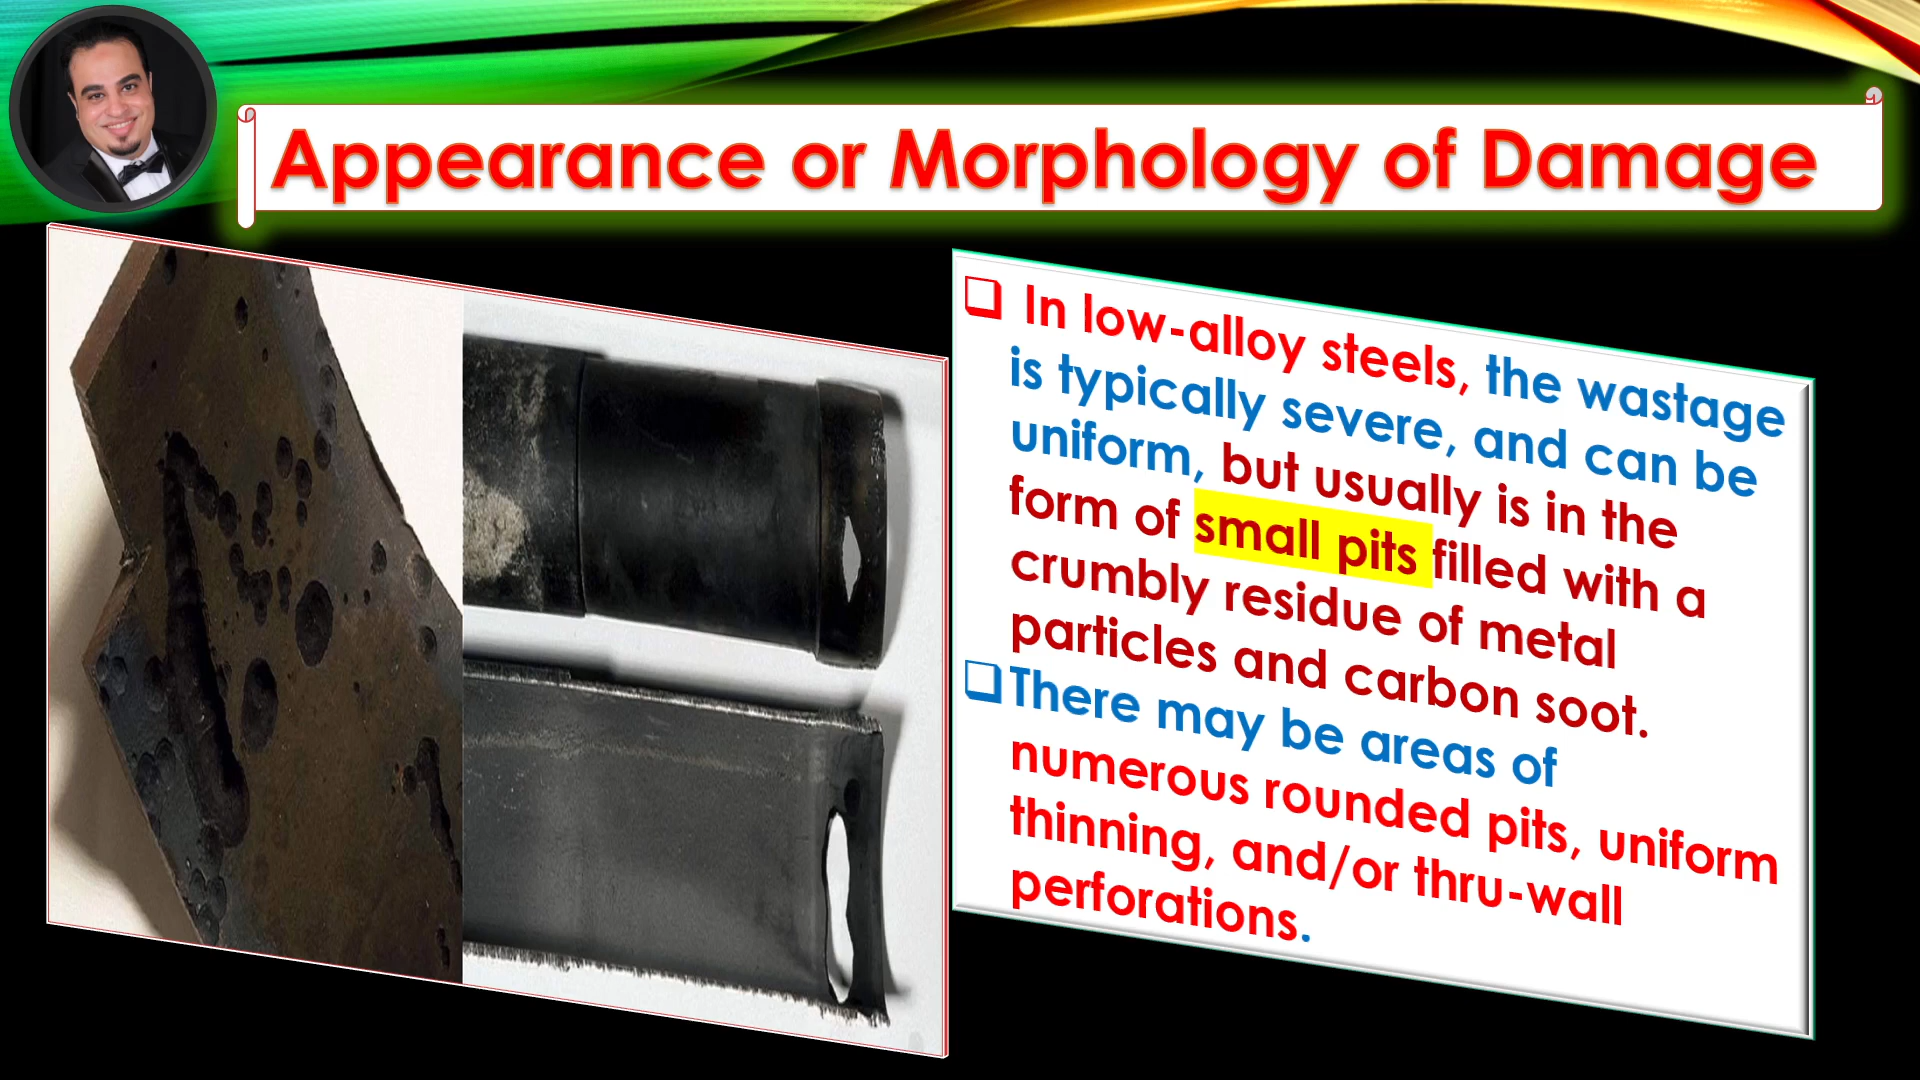 Appearance or Morphology of Damage
In low-alloy steels, the wastage
is typically severe, and can be
uniform, but usually is in the
form of small pits filled with a
crumbly residue of metal
particles and carbon soot.
There may be areas of
numerous rounded pits, uniform
thinning, and/or thru-wall
perforations.